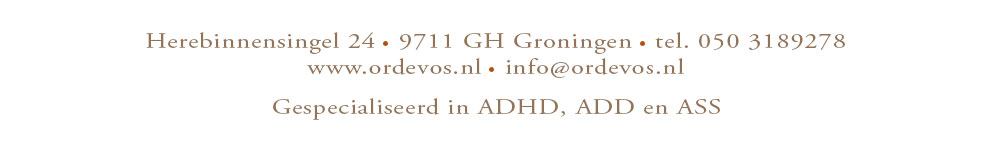 Herebinnensingel 24 • 9711 GH Groningen • tel. 050 3189278
www.ordevos.nl • info@ordevos.nl
Gespecialiseerd in ADHD, ADD en ASS